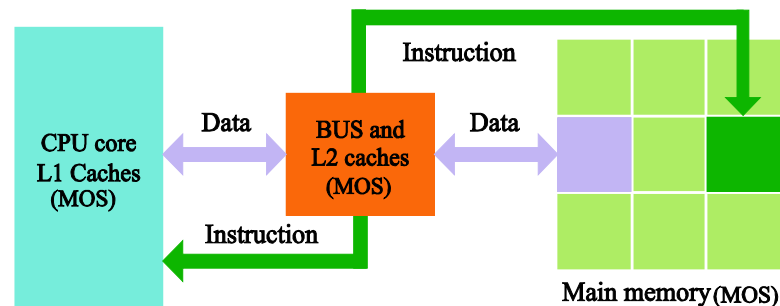 Instruction
Data
Data
CPU core
L1 Caches
(MOS)
BUS and
L2 caches
(MOS)
Instruction
Main memory(MOS)